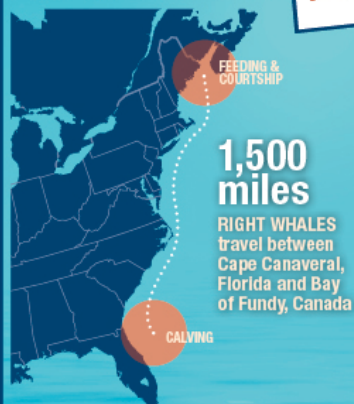 FEEDING &
COURTSHIP
1,500
miles
RIGHT WHALES
travel between
Cape Canaveral,
Florida and Bay
of Fundy, Canada
CALVING